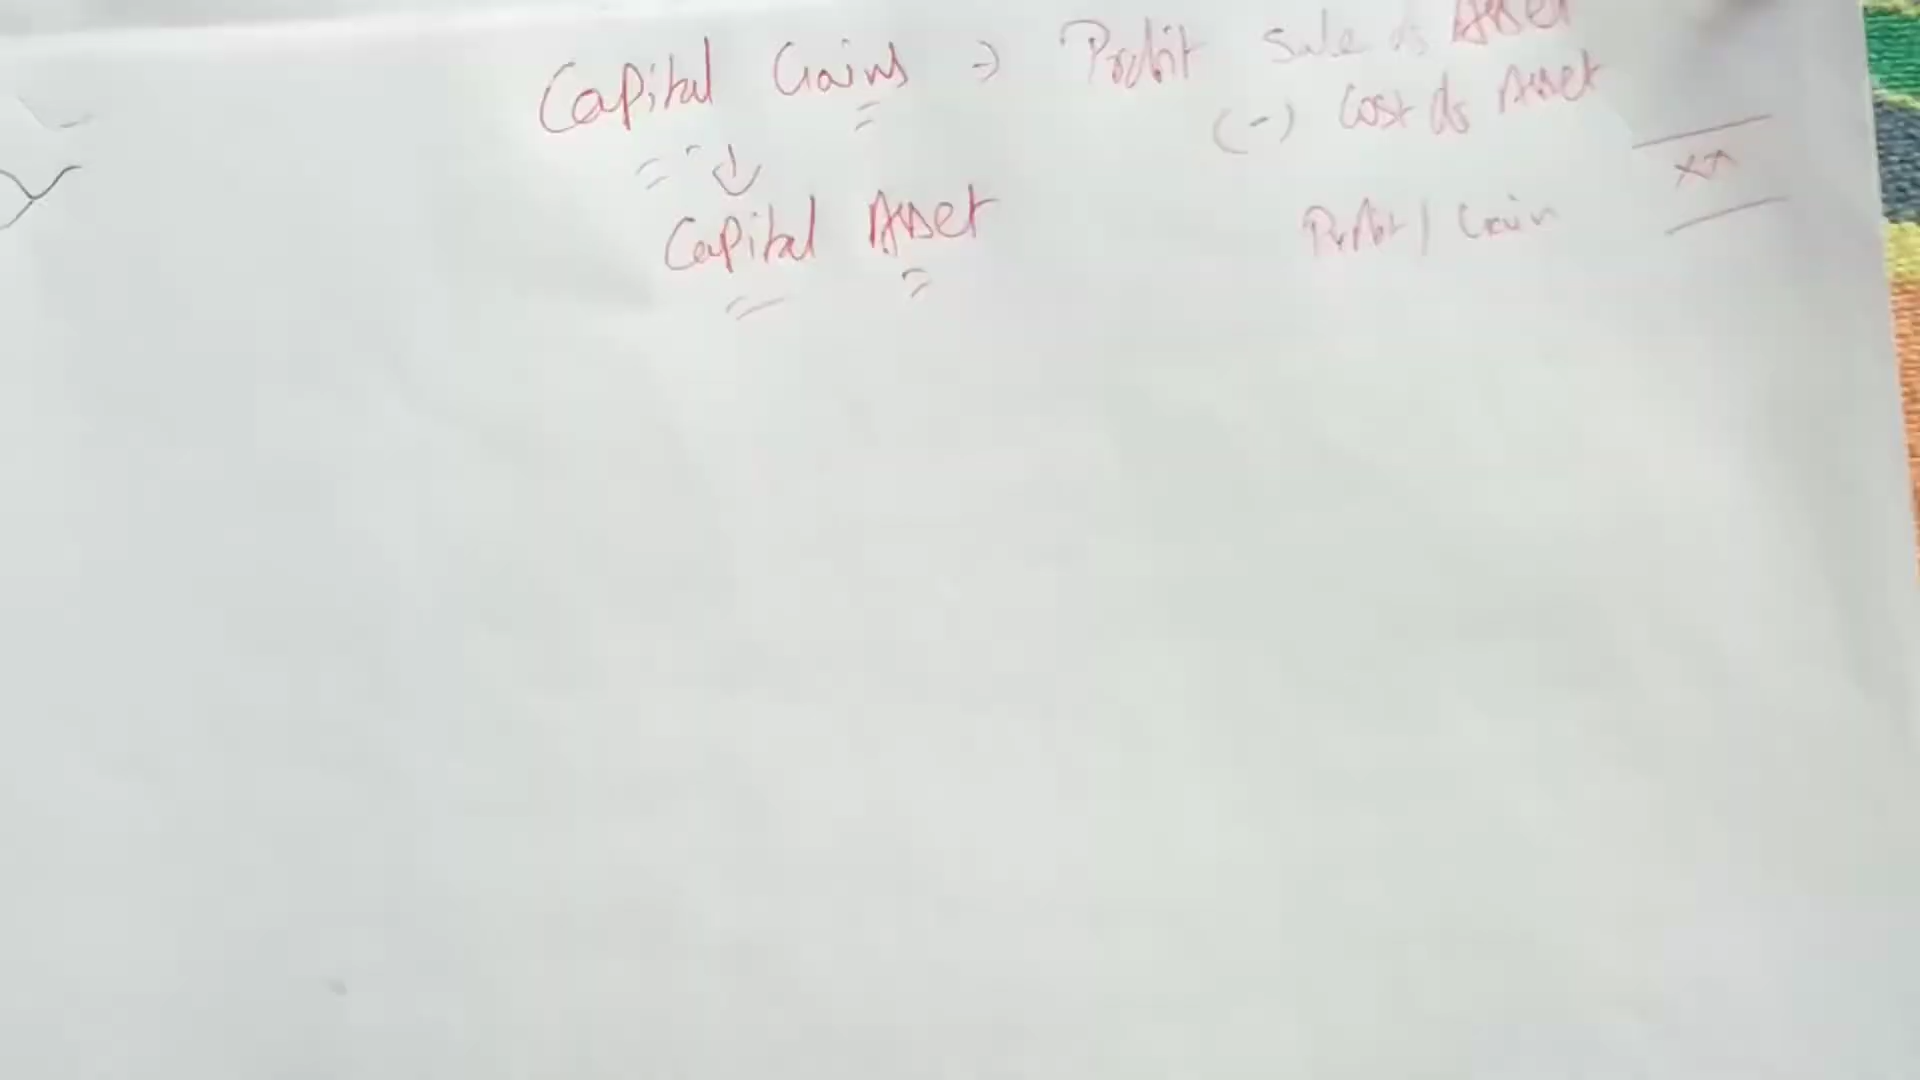 Capital Gains → Profit Sale of Asset
(-) Cost of Asset
xx
Capital Asset
Profit / Gain